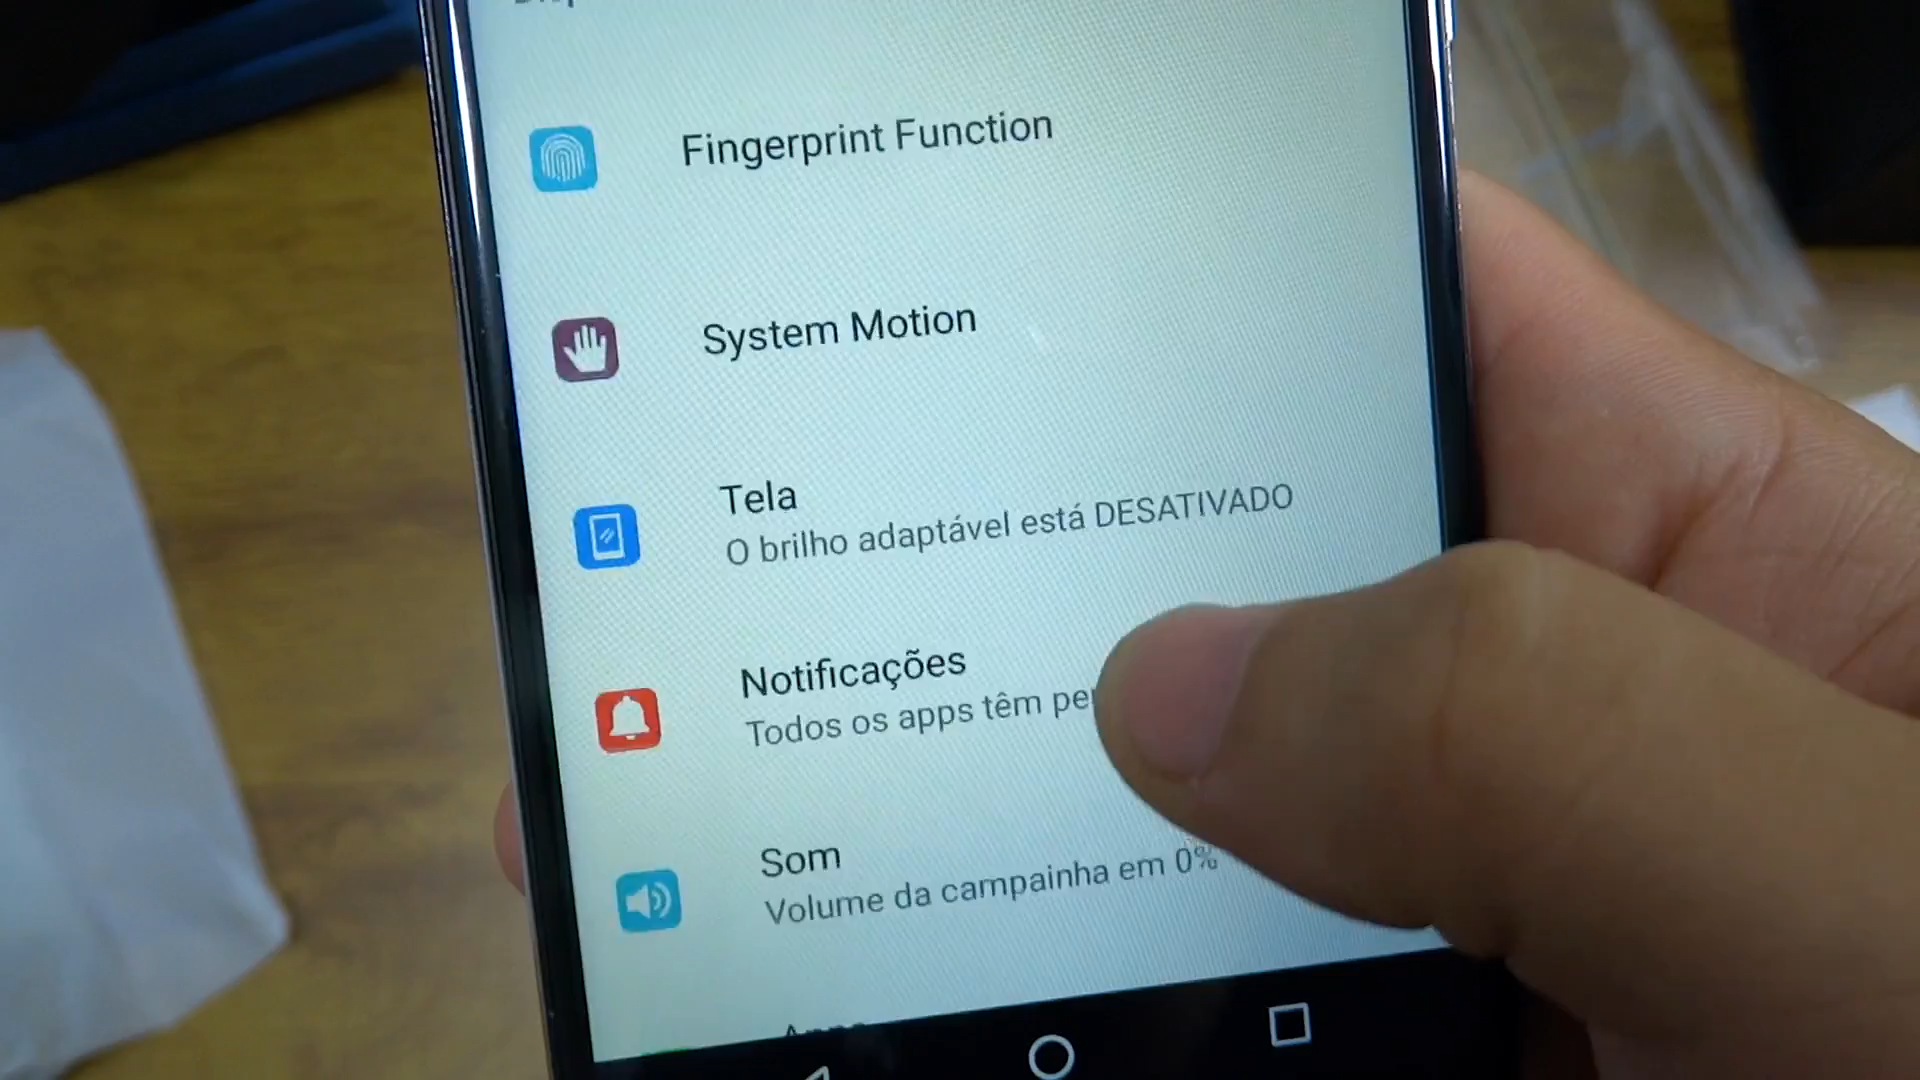 Fingerprint Function
System Motion
Tela
O brilho adaptável está DESATIVADO
Notificações
Todos os apps têm
Som
Volume da campainha em 0%